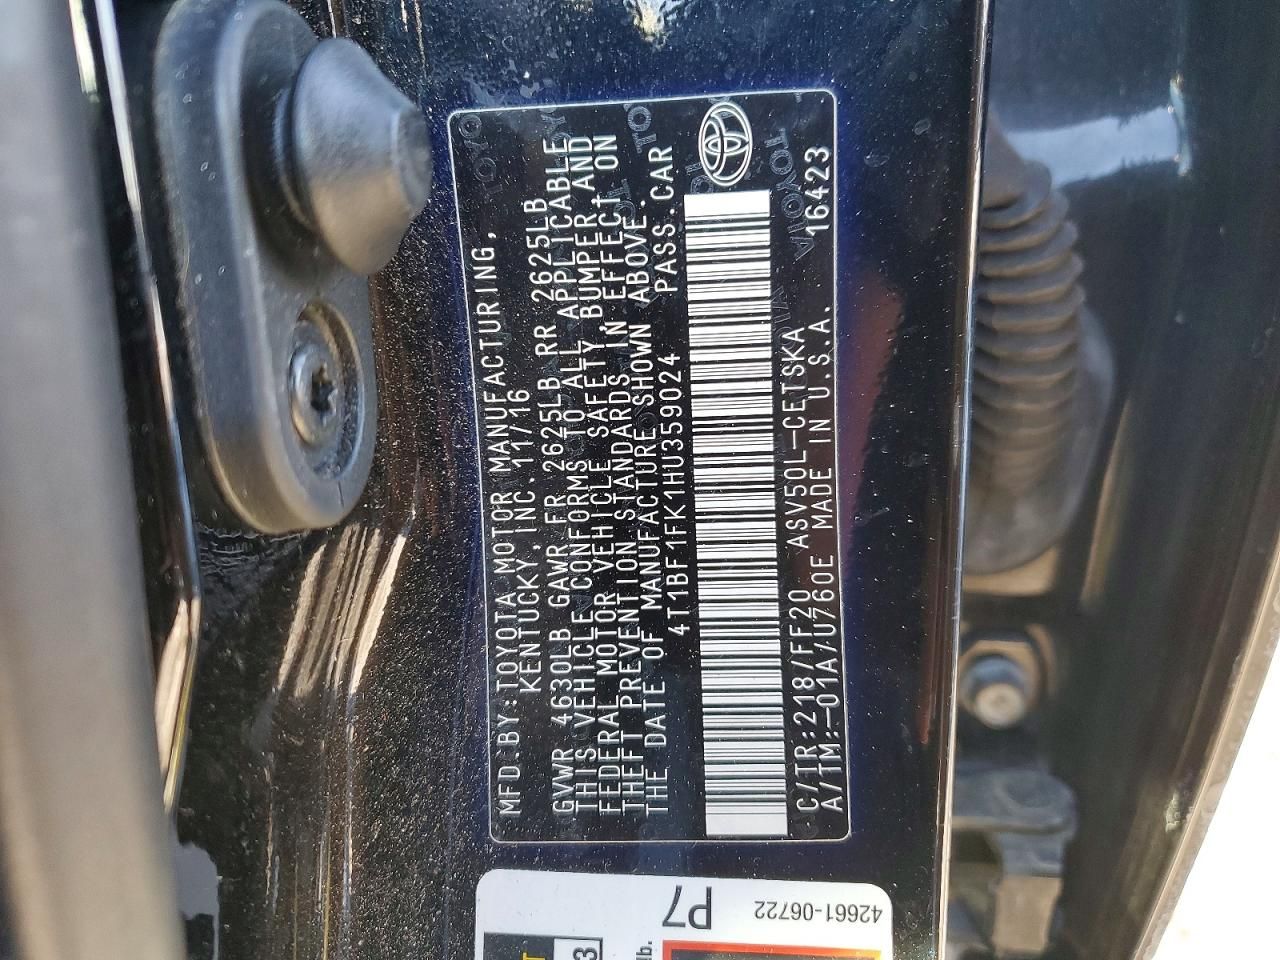 MFD.BY:TOYOTA MOTOR MANUFACTURING,
KENTUCKY,INC.11/16
GVWR 4630LB GAWR FR 2625LB RR 2625LB
THIS VEHICLE CONFORMS TO ALL APPLICABLE
FEDERAL MOTOR VEHICLE SAFETY, BUMPER, AND
THEFT PREVENTION STANDARDS IN EFFECT ON
THE DATE OF MANUFACTURE SHOWN ABOVE.
4T1BF1FK1HU359024 PASS.CAR
C/TR:218/FF20 ASV50L-CETSKA
A/TM:-01A/U760E MADE IN U.S.A. 16423
TOYOTA
P7
42661-06722
lb.